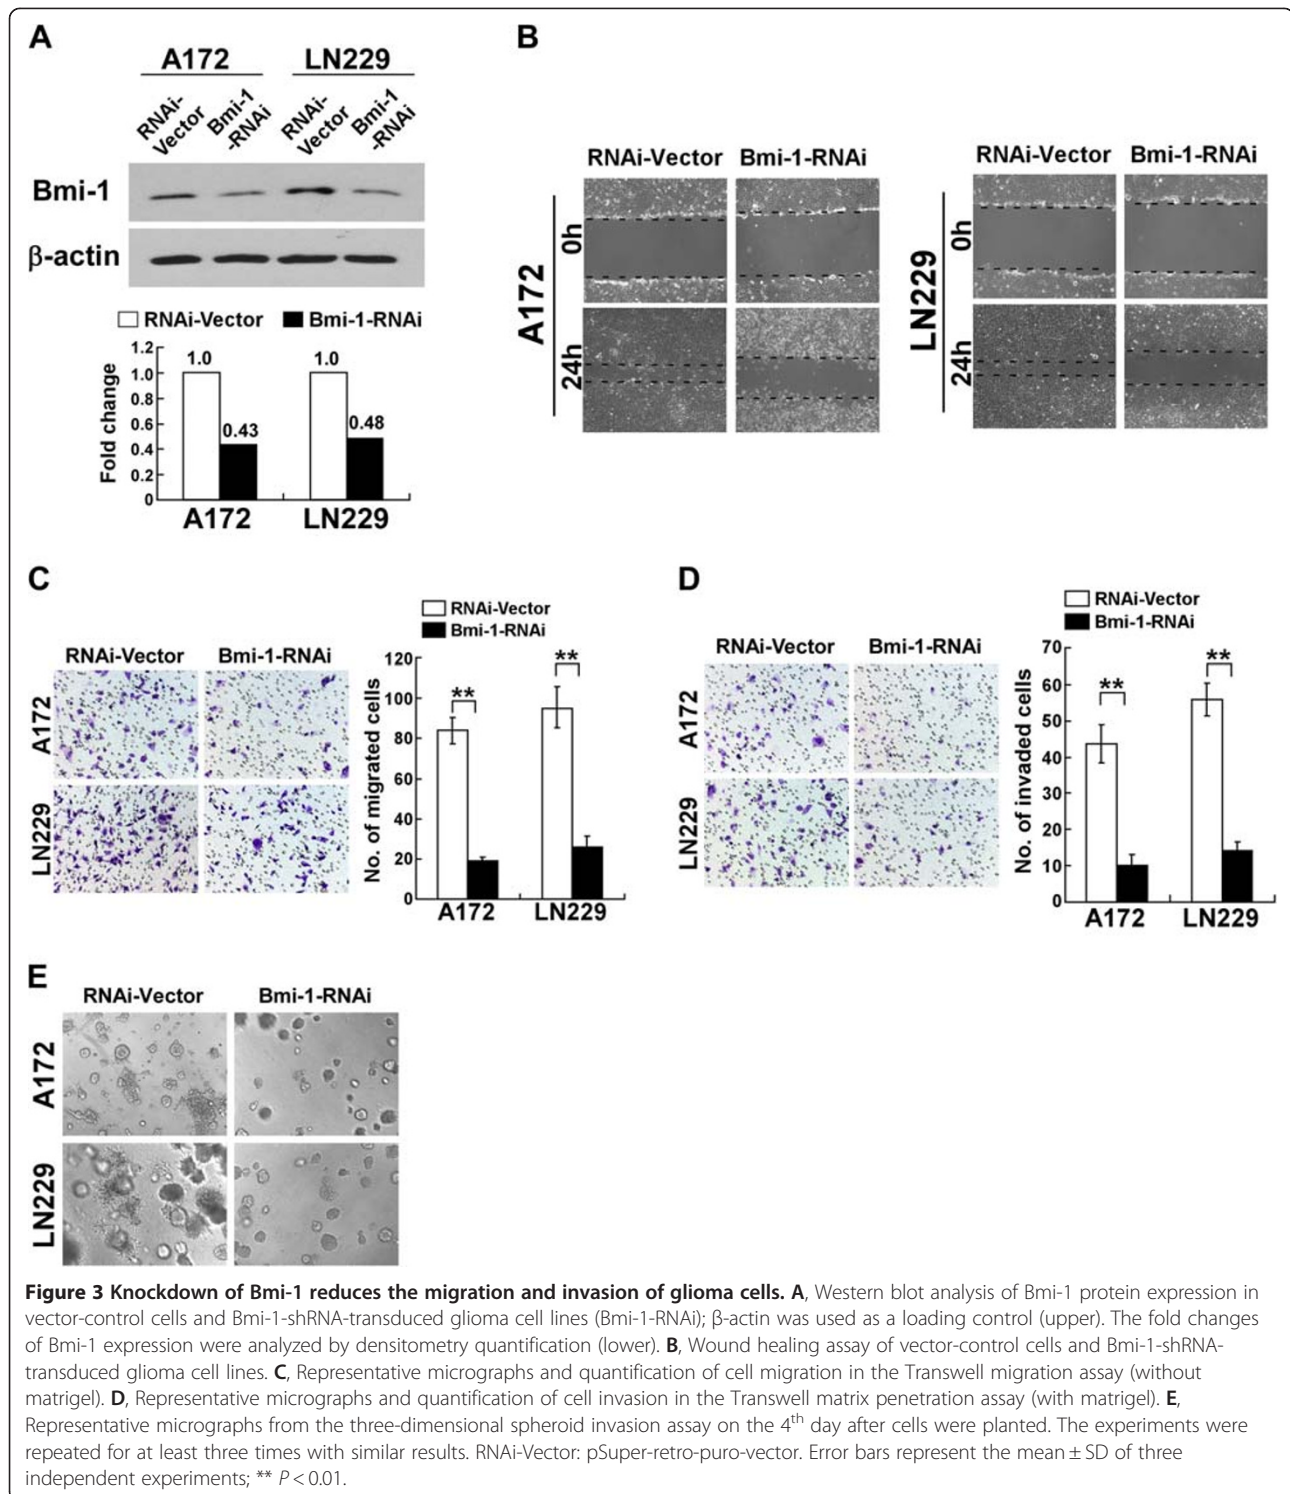 A
A172 LN229
RNAi-Vector Bmi-1-RNAi RNAi-Vector Bmi-1-RNAi
Bmi-1
β-actin
RNAi-Vector Bmi-1-RNAi
Fold change
1.2
1.0
0.8
0.6
0.4
0.2
0
1.0 0.43 1.0 0.48
A172 LN229
B
RNAi-Vector Bmi-1-RNAi
A172
0h
24h
RNAi-Vector Bmi-1-RNAi
LN229
0h
24h
C
RNAi-Vector Bmi-1-RNAi
A172
LN229
RNAi-Vector
Bmi-1-RNAi
No. of migrated cells
120
100
80
60
40
20
0
** **
A172 LN229
D
RNAi-Vector Bmi-1-RNAi
A172
LN229
RNAi-Vector
Bmi-1-RNAi
No. of invaded cells
70
60
50
40
30
20
10
0
** **
A172 LN229
E
RNAi-Vector Bmi-1-RNAi
A172
LN229
Figure 3 Knockdown of Bmi-1 reduces the migration and invasion of glioma cells. A, Western blot analysis of Bmi-1 protein expression in
vector-control cells and Bmi-1-shRNA-transduced glioma cell lines (Bmi-1-RNAi); β-actin was used as a loading control (upper). The fold changes
of Bmi-1 expression were analyzed by densitometry quantification (lower). B, Wound healing assay of vector-control cells and Bmi-1-shRNA-
transduced glioma cell lines. C, Representative micrographs and quantification of cell migration in the Transwell migration assay (without
matrigel). D, Representative micrographs and quantification of cell invasion in the Transwell matrix penetration assay (with matrigel). E,
Representative micrographs from the three-dimensional spheroid invasion assay on the 4th day after cells were planted. The experiments were
repeated for at least three times with similar results. RNAi-Vector: pSuper-retro-puro-vector. Error bars represent the mean ± SD of three
independent experiments; ** P < 0.01.